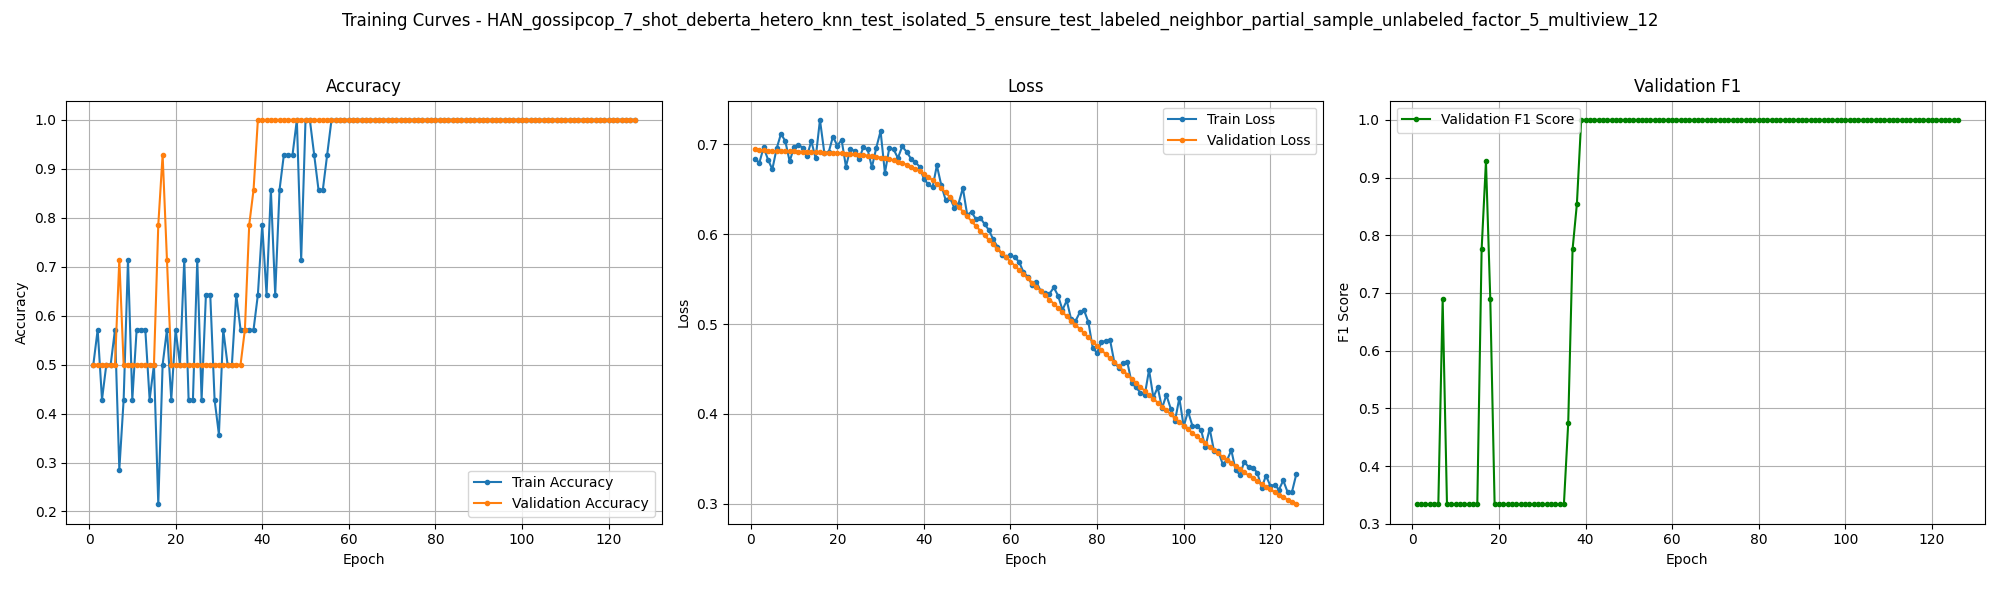 Training Curves - HAN_gossipcop_7_shot_deberta_hetero_knn_test_isolated_5_ensure_test_labeled_neighbor_partial_sample_unlabeled_factor_5_multiview_12
Accuracy
1.0
0.9
0.8
0.7
0.6
0.5
0.4
0.3
0.2
Accuracy
Train Accuracy
Validation Accuracy
0 20 40 60 80 100 120
Epoch
Loss
0.7
0.6
0.5
0.4
0.3
Loss
Train Loss
Validation Loss
0 20 40 60 80 100 120
Epoch
Validation F1
1.0
0.9
0.8
0.7
0.6
0.5
0.4
0.3
F1 Score
Validation F1 Score
0 20 40 60 80 100 120
Epoch